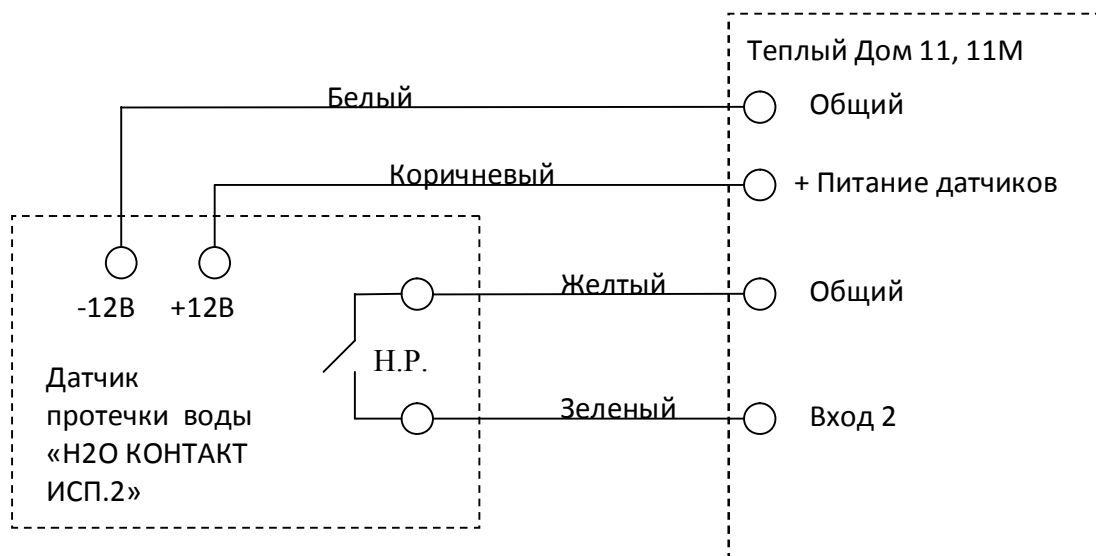 Теплый Дом 11, 11М
Белый
Общий
Коричневый
+ Питание датчиков
-12В
+12В
Желтый
Общий
Н.Р.
Датчик
протечки воды
«Н2О КОНТАКТ
ИСП.2»
Зеленый
Вход 2